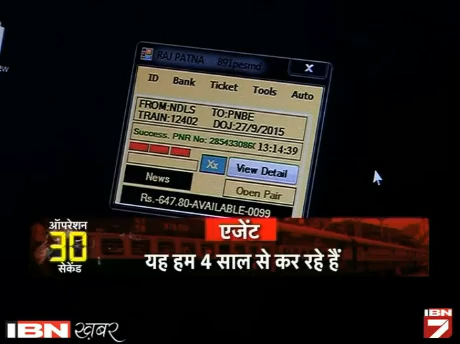 RAJ PATNA 891pesmd X
ID Bank Ticket Tools Auto
FROM:NDLS TO:PNBE
TRAIN:12402 DOJ:27/9/2015
Success. PNR No: 285433086 13:14:39
Xx View Detail
News Open Pair
Rs.-647.80-AVAILABLE-0099
ऑपरेशन
30
सेकेंड
एजेंट
यह हम 4 साल से कर रहे हैं
IBN ख़बर
IBN
7